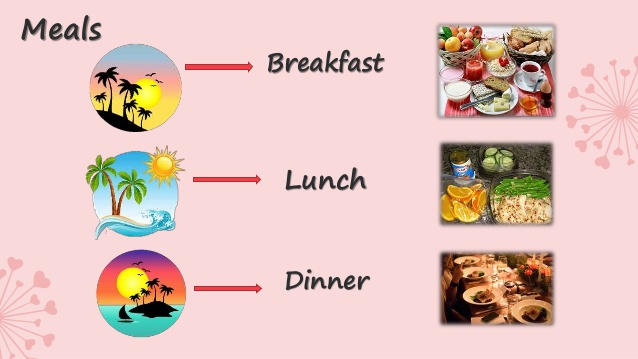 Meals
Breakfast
Lunch
Dinner